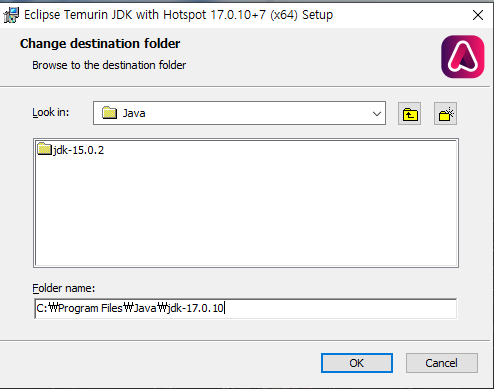 Eclipse Temurin JDK with Hotspot 17.0.10+7 (x64) Setup
Change destination folder
Browse to the destination folder
Look in:
Java
jdk-15.0.2
Folder name:
C:₩Program Files₩Java₩jdk-17.0.10
OK
Cancel